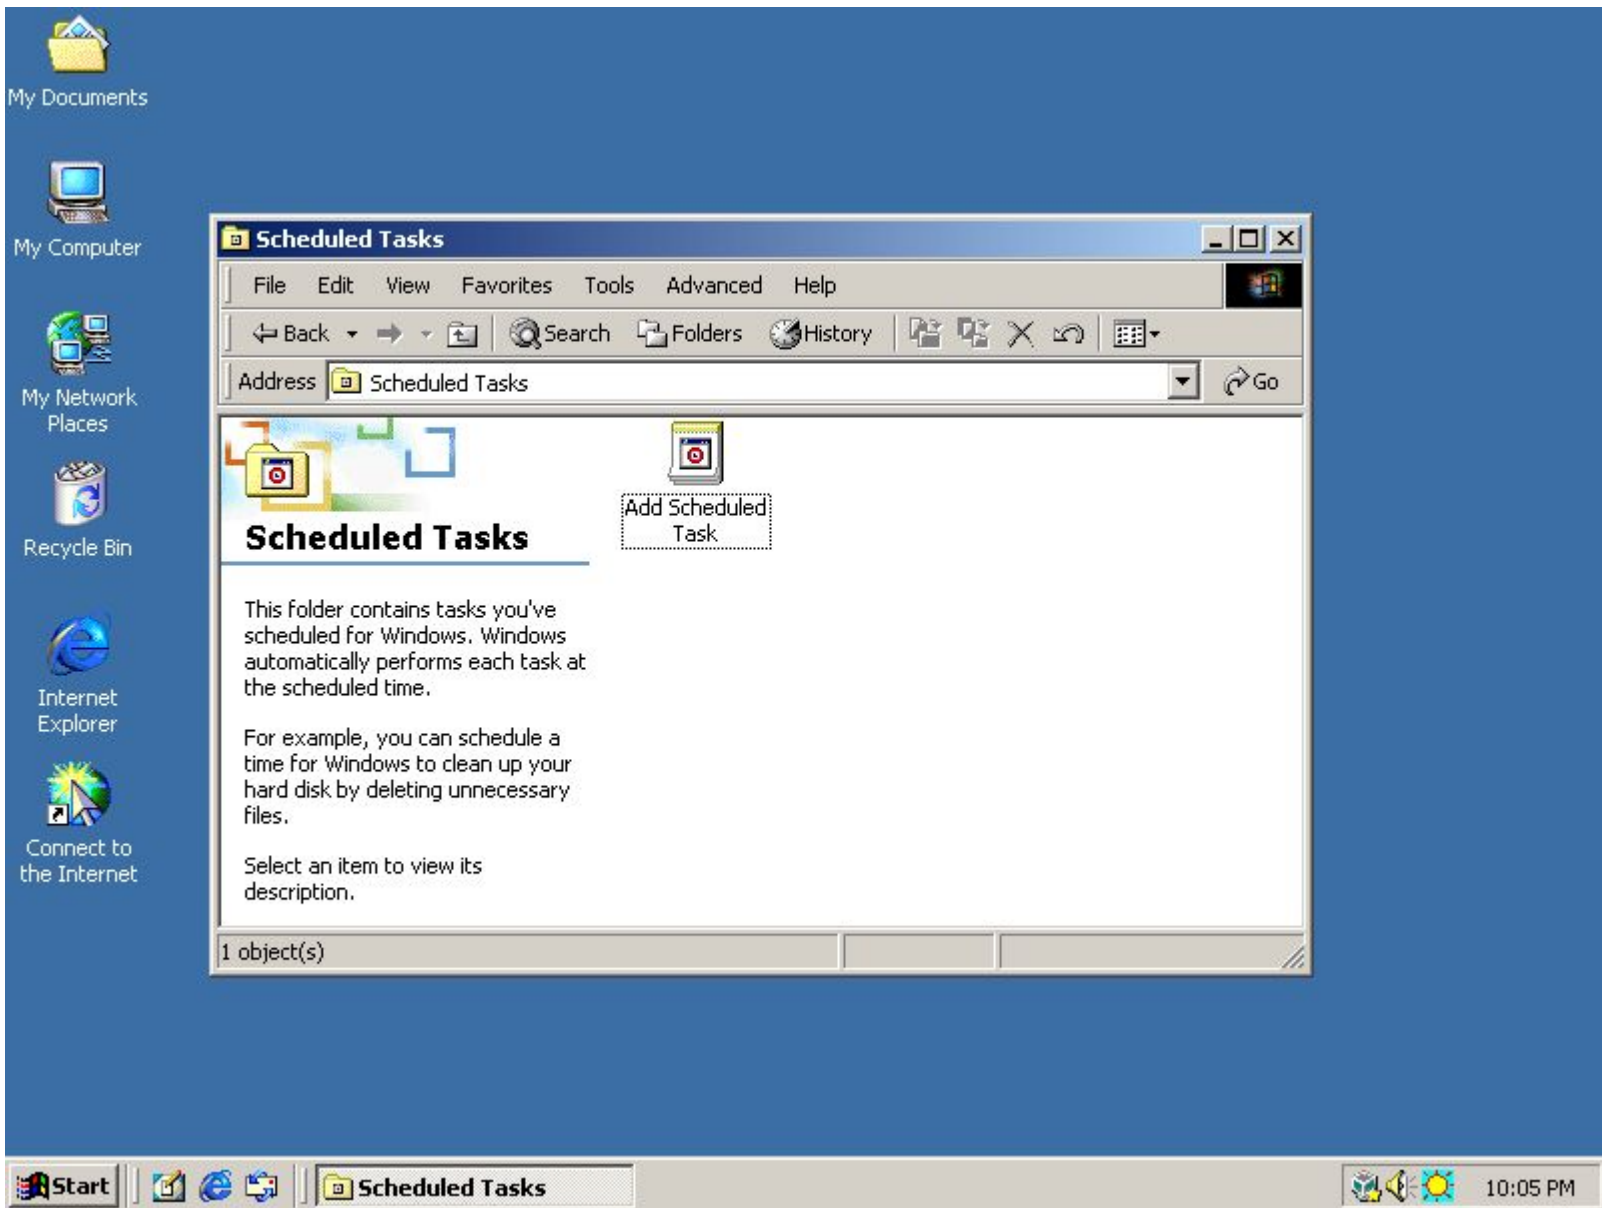 My Documents
My Computer
My Network
Places
Recycle Bin
Internet
Explorer
Connect to
the Internet
Scheduled Tasks
File Edit View Favorites Tools Advanced Help
Back Search Folders History
Address Scheduled Tasks Go
Scheduled Tasks
This folder contains tasks you've
scheduled for Windows. Windows
automatically performs each task at
the scheduled time.
For example, you can schedule a
time for Windows to clean up your
hard disk by deleting unnecessary
files.
Select an item to view its
description.
Add Scheduled
Task
1 object(s)
Start Scheduled Tasks 10:05 PM